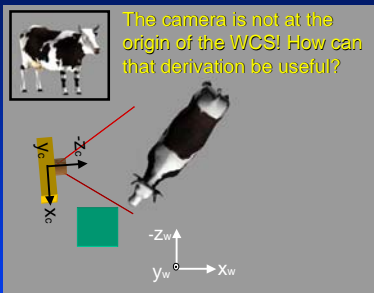 The camera is not at the
origin of the WCS! How can
that derivation be useful?
-zc
yc
xc
-zw
yw
xw